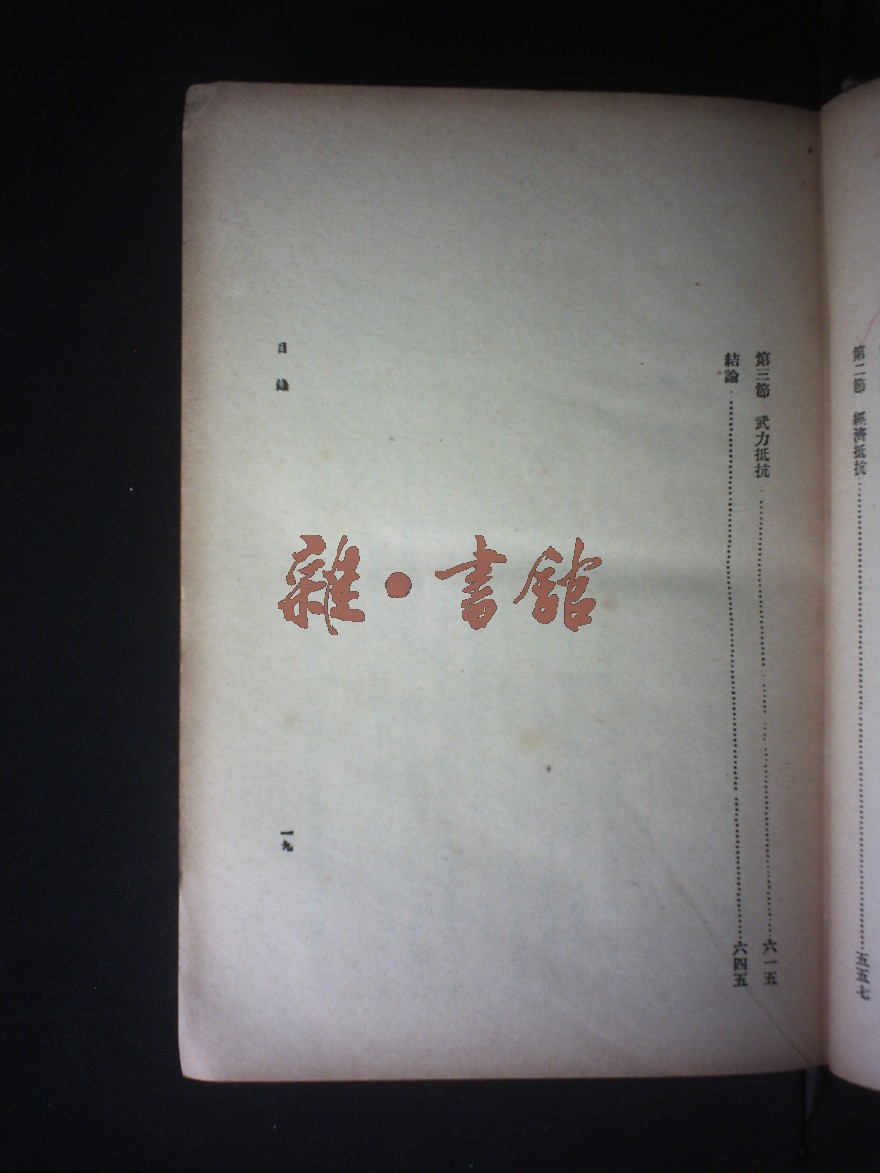 第二節　經濟抵抗……五五七
第三節　武力抵抗……六一五
結論……六四五
目錄
一九
雜•書館